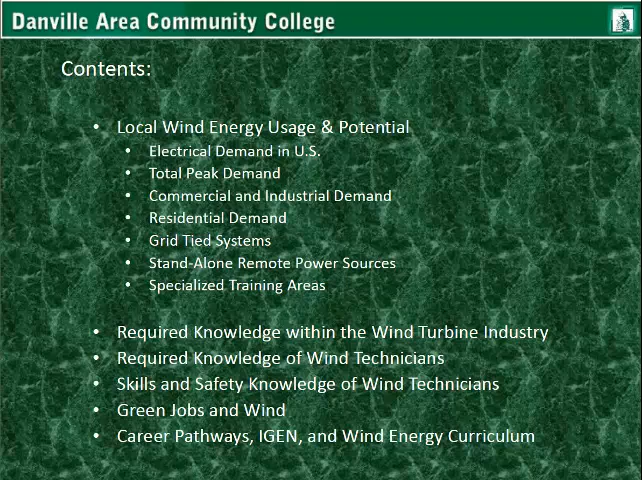 Danville Area Community College
Contents:
• Local Wind Energy Usage & Potential
• Electrical Demand in U.S.
• Total Peak Demand
• Commercial and Industrial Demand
• Residential Demand
• Grid Tied Systems
• Stand-Alone Remote Power Sources
• Specialized Training Areas
• Required Knowledge within the Wind Turbine Industry
• Required Knowledge of Wind Technicians
• Skills and Safety Knowledge of Wind Technicians
• Green Jobs and Wind
• Career Pathways, IGEN, and Wind Energy Curriculum